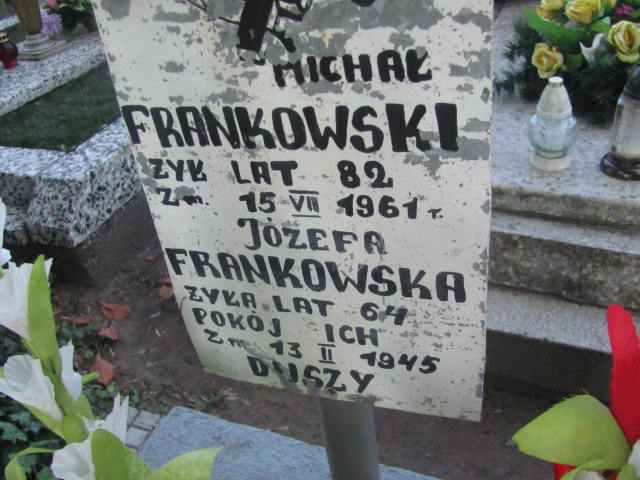 MICHAŁ
FRANKOWSKI
ŻYŁ LAT 82
Zm. 15 VII 1961 r.
JÓZEFA
FRANKOWSKA
ŻYŁA LAT 64
POKÓJ ICH
Zm. 13 II 1945
DUSZY